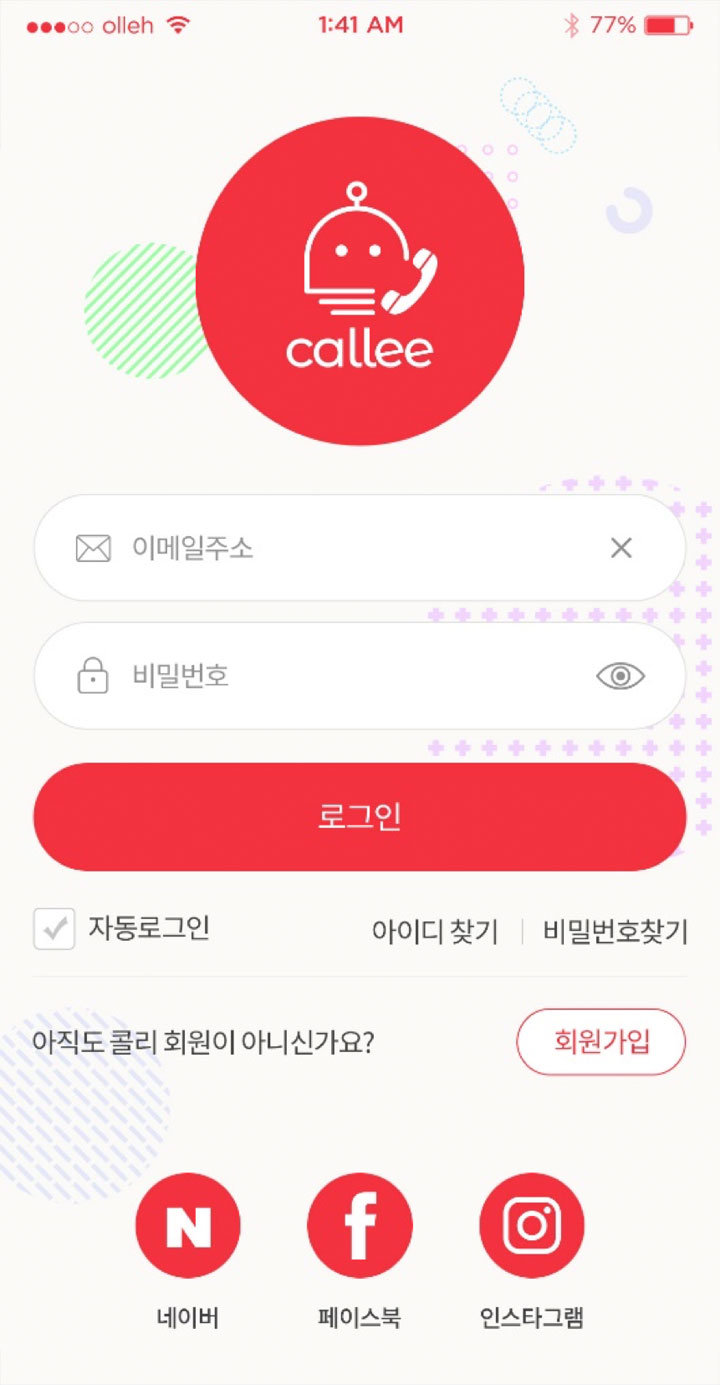 olleh 1:41 AM 77%
callee
이메일주소
비밀번호
로그인
자동로그인 아이디 찾기 비밀번호찾기
아직도 콜리 회원이 아니신가요? 회원가입
N f
네이버 페이스북 인스타그램